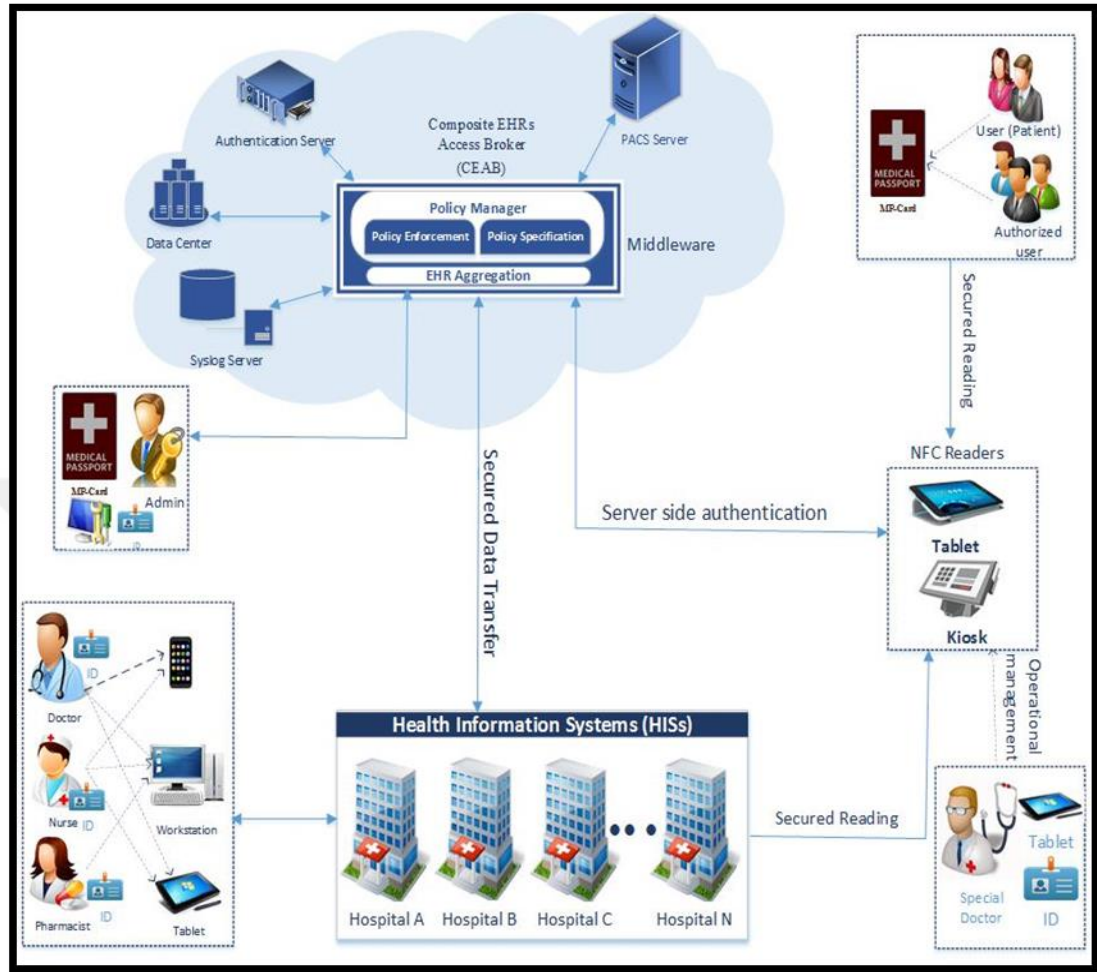 Authentication Server
Composite EHRs
Access Broker
(CEAB)
PACS Server
Data Center
Policy Manager
Policy Enforcement
Policy Specification
EHR Aggregation
Middleware
Syslog Server
MEDICAL
PASSPORT
MP-Card
User (Patient)
Authorized
user
Secured Reading
MEDICAL
PASSPORT
MP-Card
Admin
Secured Data Transfer
Server side authentication
NFC Readers
Tablet
Kiosk
Operational
management
ID
Doctor
Nurse
ID
Workstation
Pharmacist
ID
Tablet
Health Information Systems (HISs)
Hospital A
Hospital B
Hospital C
Hospital N
Secured Reading
Special
Doctor
Tablet
ID